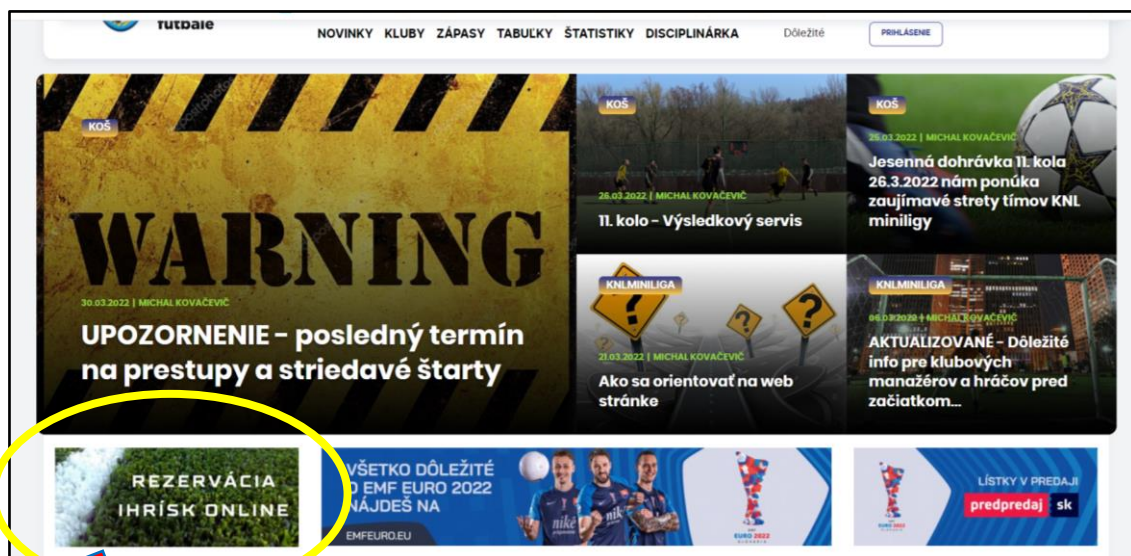 futbale
NOVINKY KLUBY ZÁPASY TABUĽKY ŠTATISTIKY DISCIPLINÁRKA Dôležité PRIHLÁSENIE
KOŠ
WARNING
30.03.2022 | MICHAL KOVAČEVIČ
UPOZORNENIE – posledný termín
na prestupy a striedavé štarty
KOŠ
26.03.2022 | MICHAL KOVAČEVIČ
11. kolo – Výsledkový servis
KOŠ
25.03.2022 | MICHAL KOVAČEVIČ
Jesenná dohrávka 11. kola
26.3.2022 nám ponúka
zaujímavé strety tímov KNL
miniligy
KNLMINILIGA
21.03.2022 | MICHAL KOVAČEVIČ
Ako sa orientovať na web
stránke
KNLMINILIGA
06.03.2022 | MICHAL KOVAČEVIČ
AKTUALIZOVANÉ – Dôležité
info pre klubových
manažérov a hráčov pred
začiatkom...
REZERVÁCIA
IHRÍSK ONLINE
VŠETKO DÔLEŽITÉ
O EMF EURO 2022
NÁJDEŠ NA
EMFEURO.EU
niké
EURO 2022
EURO 2022
LÍSTKY V PREDAJI
predpredaj sk